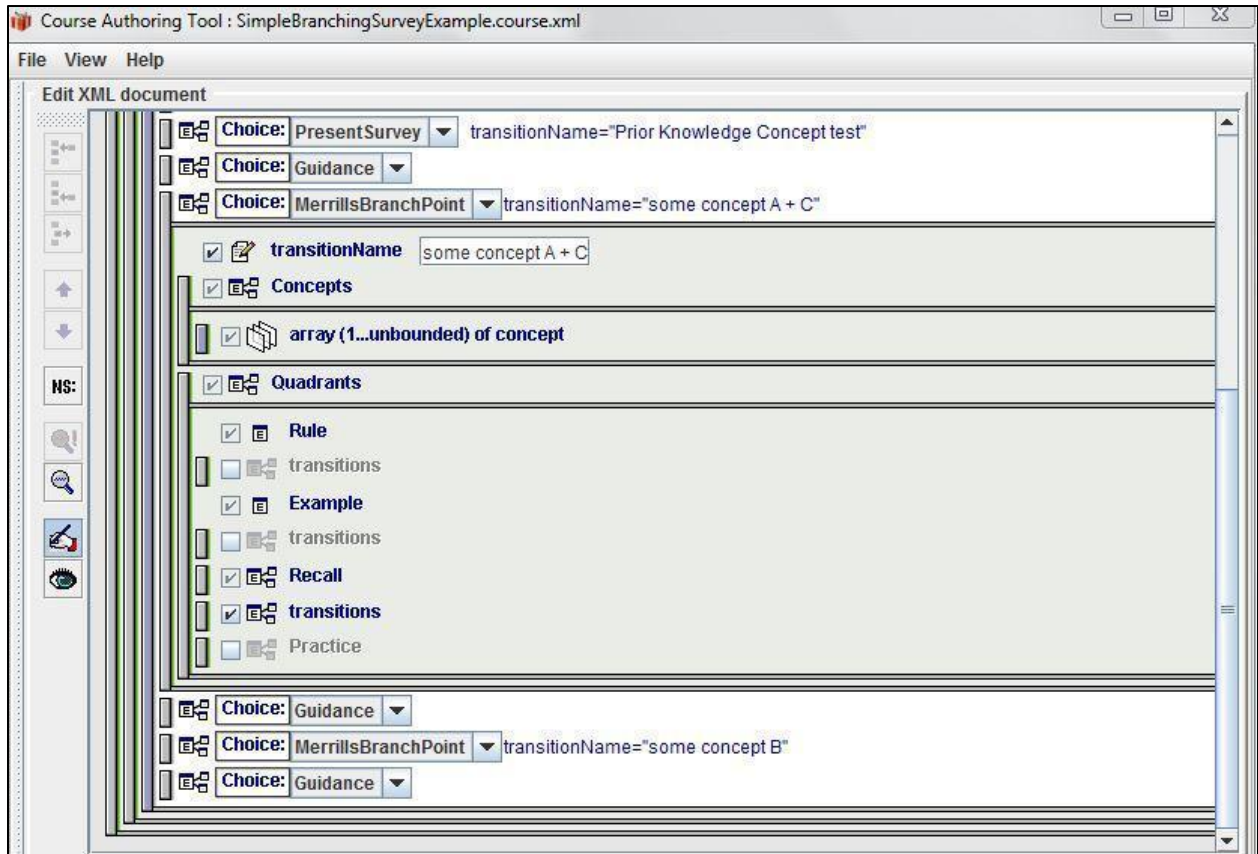 Course Authoring Tool : SimpleBranchingSurveyExample.course.xml
File View Help
Edit XML document
Choice: PresentSurvey transitionName="Prior Knowledge Concept test"
Choice: Guidance
Choice: MerrillsBranchPoint transitionName="some concept A + C"
transitionName some concept A + C
Concepts
array (1...unbounded) of concept
NS:
Quadrants
Rule
transitions
Example
transitions
Recall
transitions
Practice
Choice: Guidance
Choice: MerrillsBranchPoint transitionName="some concept B"
Choice: Guidance